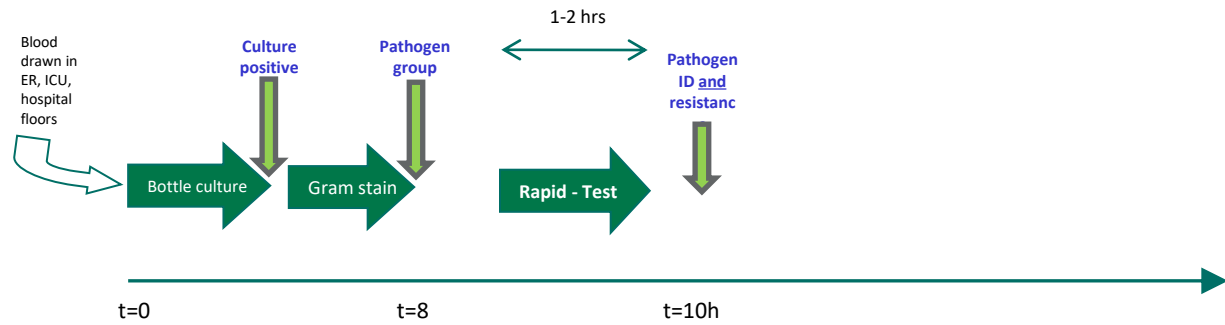 1-2 hrs
Blood
drawn in
ER, ICU,
hospital
floors
Culture
positive
Pathogen
group
Pathogen
ID and
resistanc
Bottle culture
Gram stain
Rapid - Test
t=0
t=8
t=10h